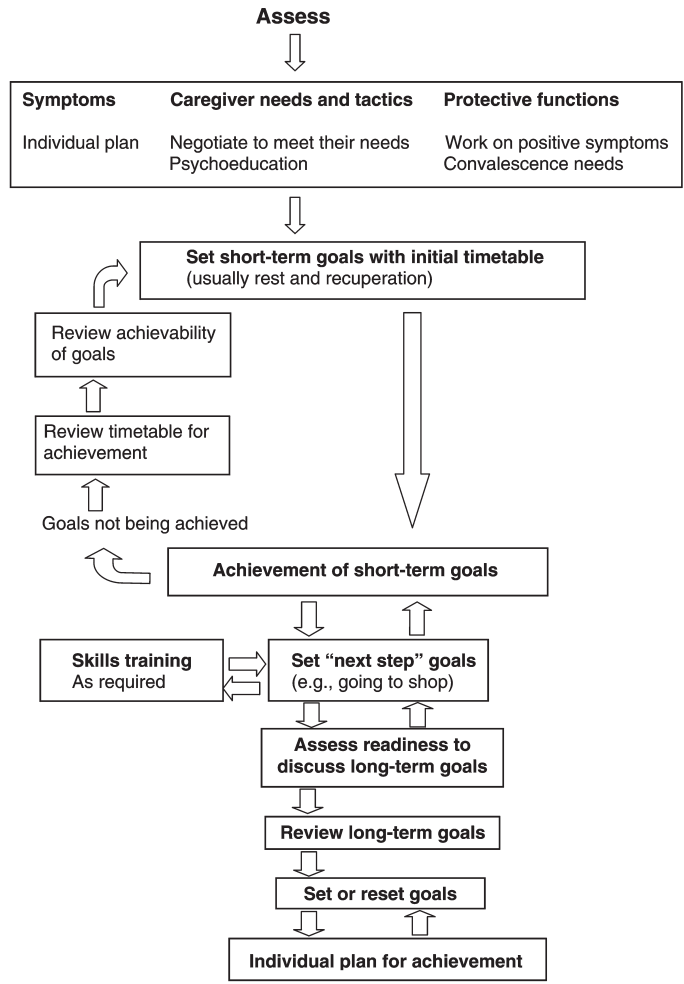 Assess
Symptoms Caregiver needs and tactics Protective functions
Individual plan Negotiate to meet their needs Work on positive symptoms
Psychoeducation Convalescence needs
Set short-term goals with initial timetable
(usually rest and recuperation)
Review achievability
of goals
Review timetable for
achievement
Goals not being achieved
Achievement of short-term goals
Skills training
As required
Set “next step” goals
(e.g., going to shop)
Assess readiness to
discuss long-term goals
Review long-term goals
Set or reset goals
Individual plan for achievement